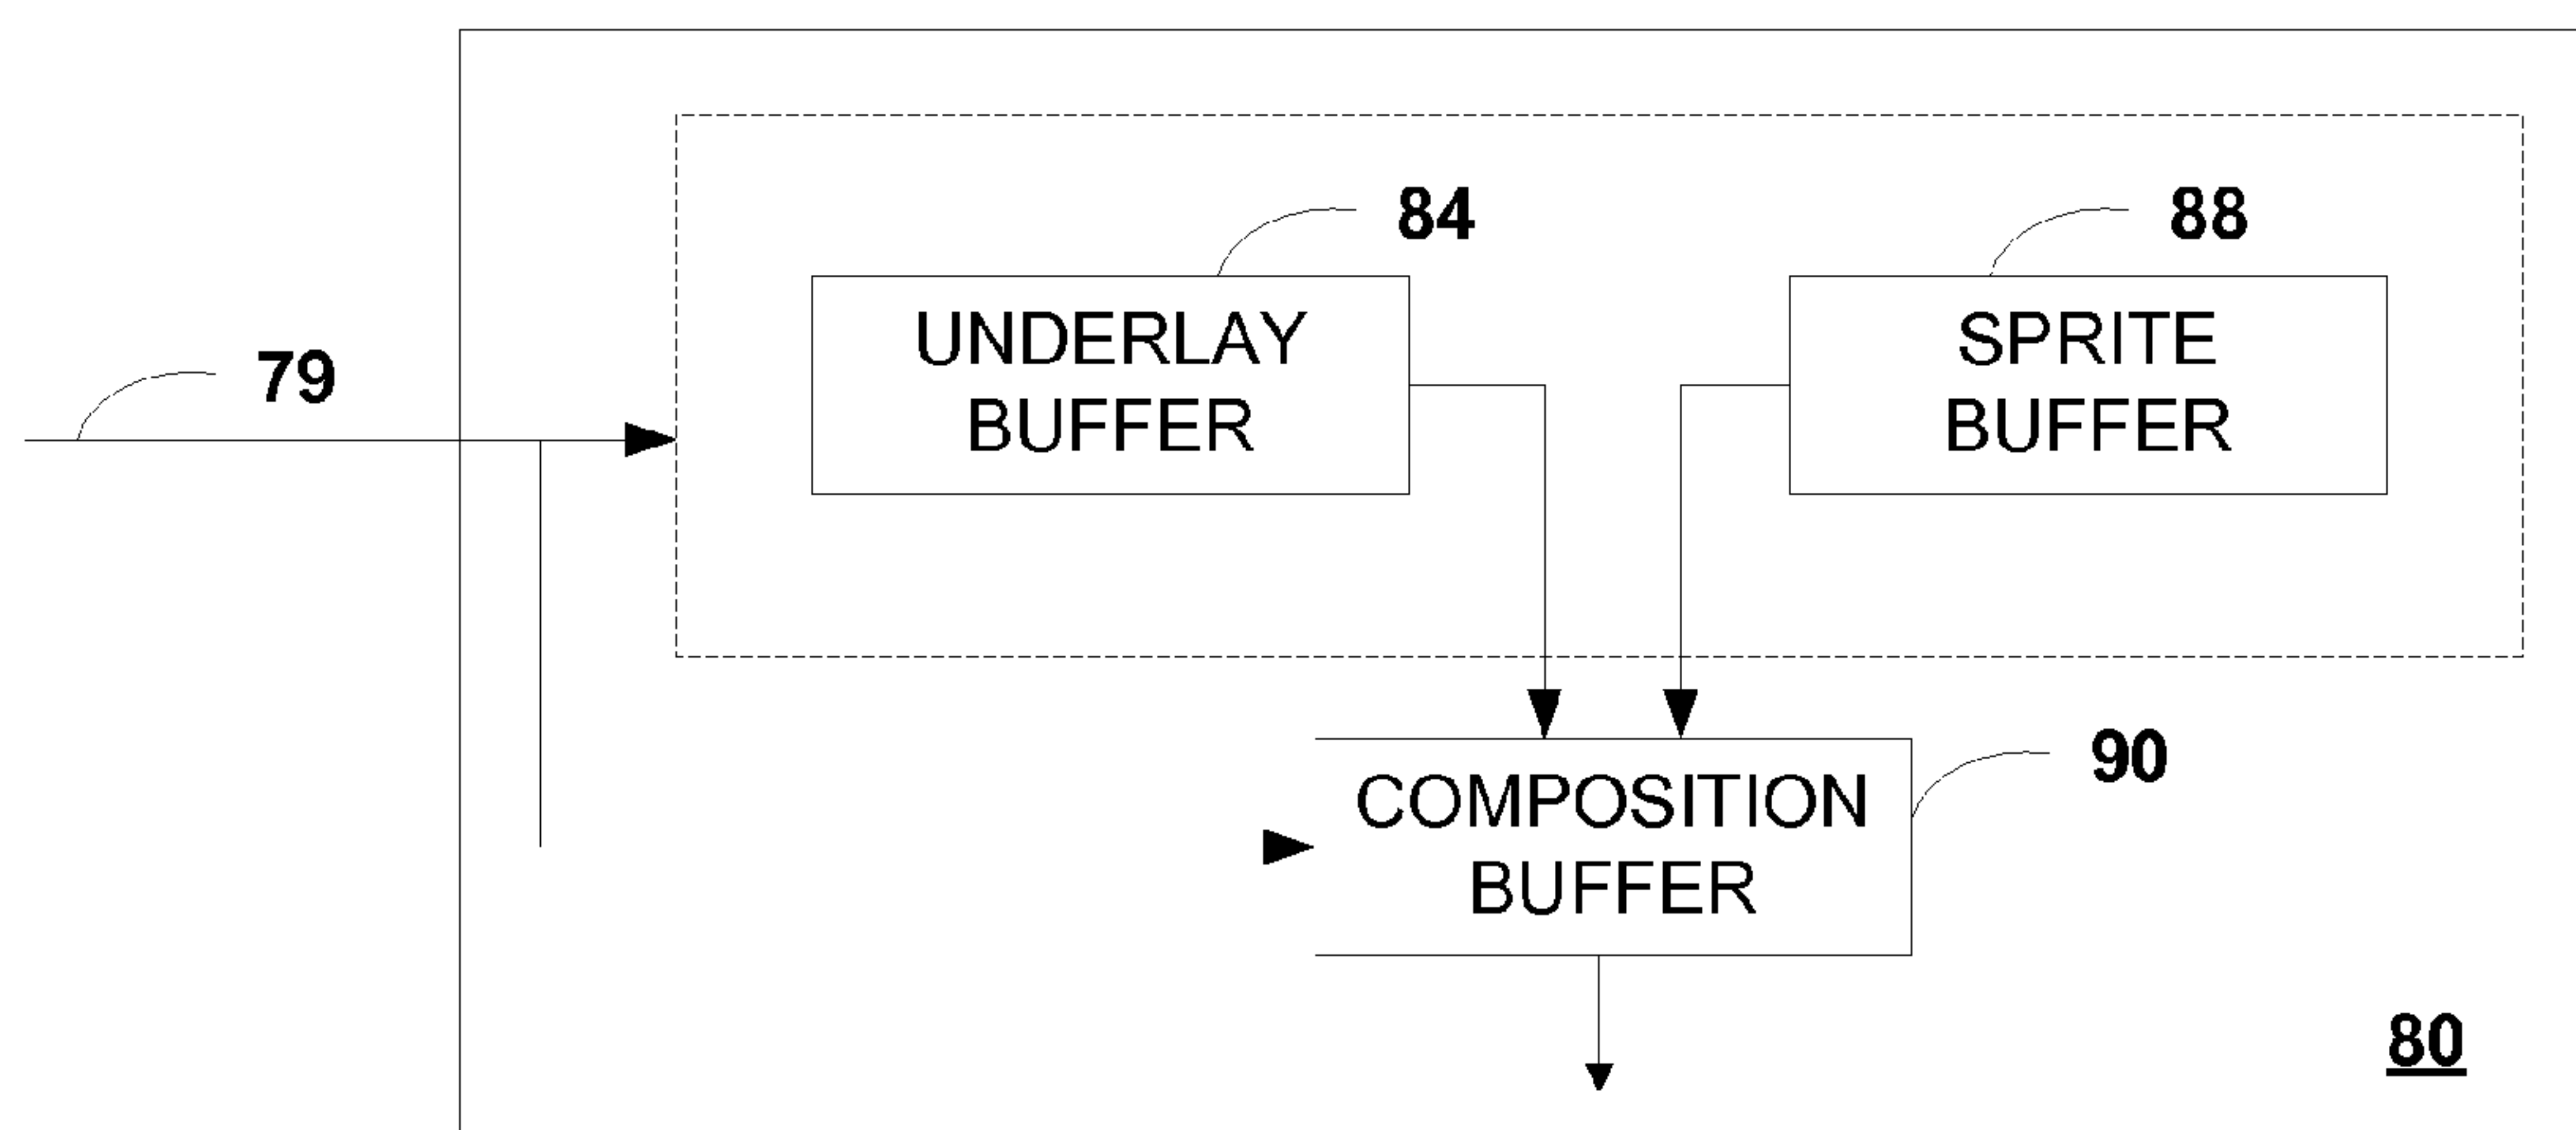 84
88
UNDERLAY
BUFFER
SPRITE
BUFFER
79
90
COMPOSITION
BUFFER
80